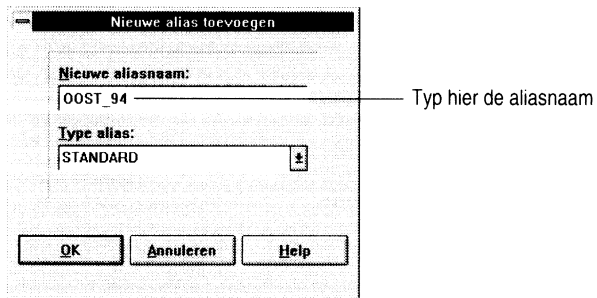 Nieuwe alias toevoegen
Nieuwe aliasnaam:
OOST_94
Typ hier de aliasnaam
Type alias:
STANDARD
OK
Annuleren
Help